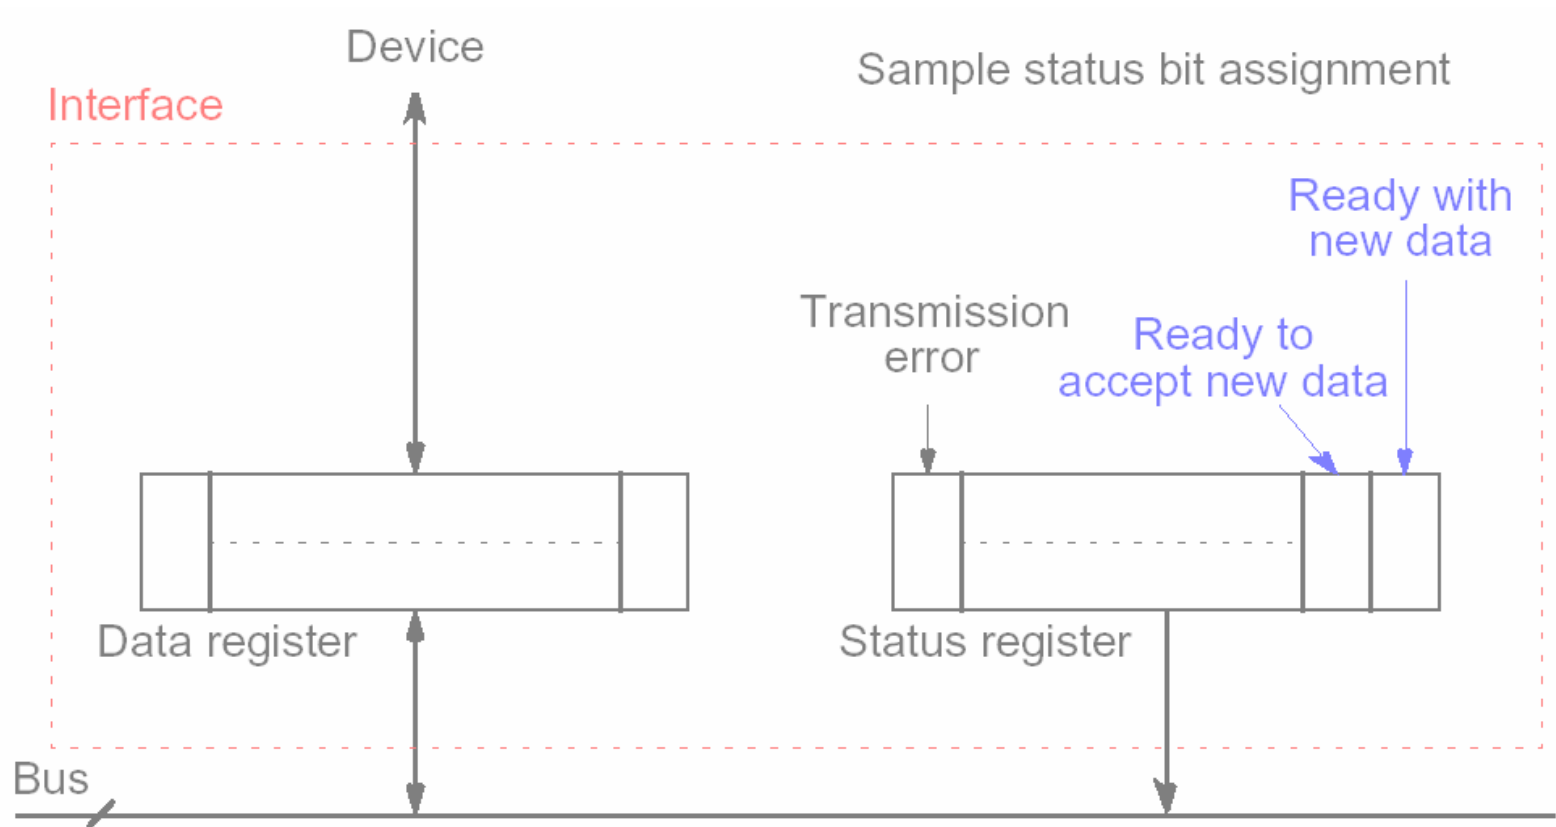 Device
Sample status bit assignment
Interface
Ready with
new data
Transmission
error
Ready to
accept new data
Data register
Status register
Bus